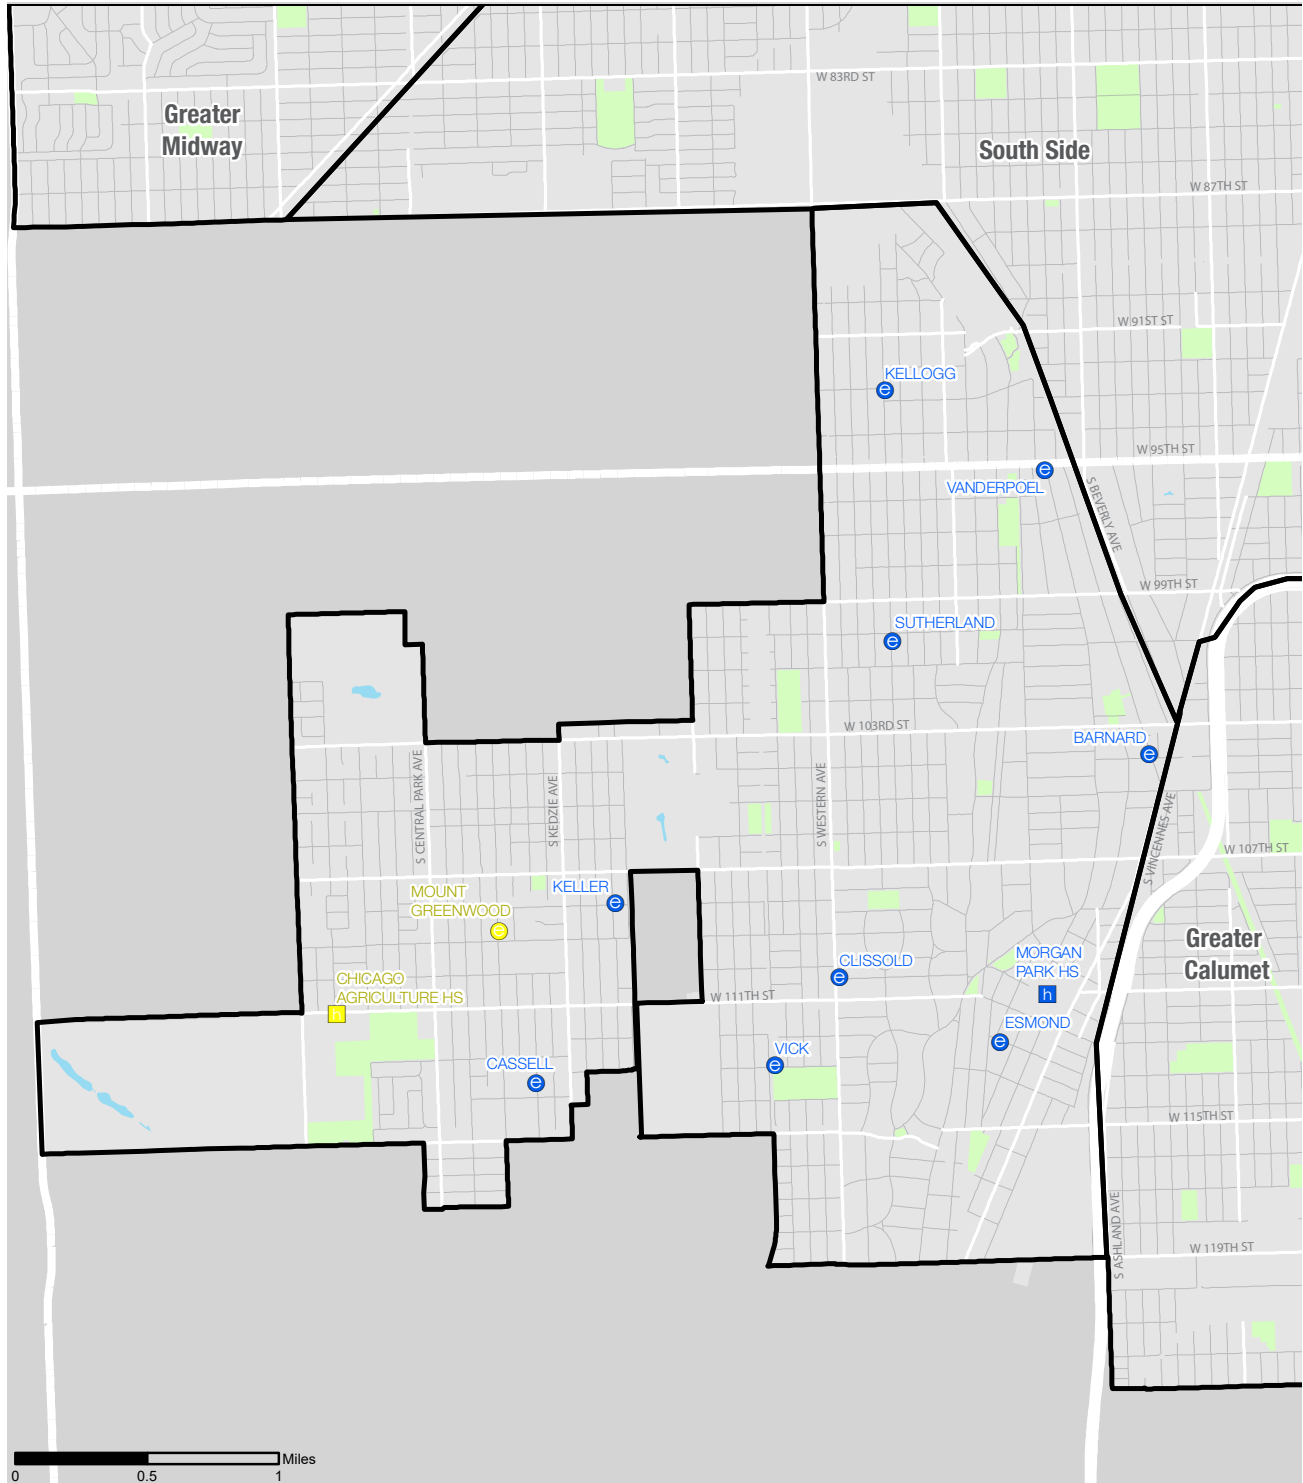 W 83RD ST
Greater
Midway
South Side
W 87TH ST
W 91ST ST
KELLOGG
e
W 95TH ST
e
VANDERPOEL
S BEVERLY AVE
W 99TH ST
SUTHERLAND
e
W 103RD ST
BARNARD
e
S CENTRAL PARK AVE
S KEDZIE AVE
S WESTERN AVE
S VINCENNES AVE
W 107TH ST
MOUNT
GREENWOOD
e
KELLER
e
Greater
Calumet
CLISSOLD
e
MORGAN
PARK HS
h
CHICAGO
AGRICULTURE HS
h
W 111TH ST
ESMOND
e
VICK
e
CASSELL
e
W 115TH ST
S ASHLAND AVE
W 119TH ST
Miles
0
0.5
1